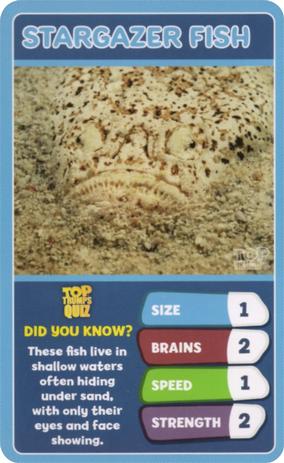 STARGAZER FISH
TOP
TRUMPS
QUIZ
DID YOU KNOW?
These fish live in
shallow waters
often hiding
under sand,
with only their
eyes and face
showing.
SIZE 1
BRAINS 2
SPEED 1
STRENGTH 2